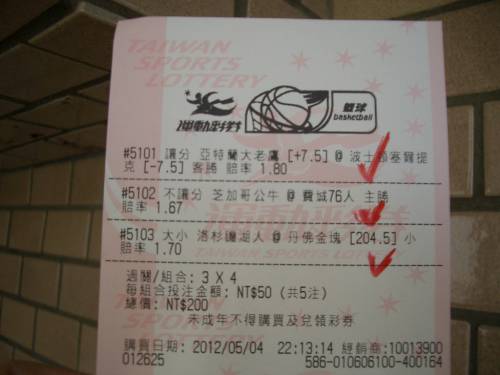 TAIWAN
SPORTS
LOTTERY
運動彩券
籃球
basketball
#5101 讓分 亞特蘭大老鷹 [+7.5] @ 波士頓塞爾提
克 [-7.5] 客勝 賠率 1.80
#5102 不讓分 芝加哥公牛 @ 費城76人 主勝
賠率 1.67
#5103 大小 洛杉磯湖人 @ 丹佛金塊 [204.5] 小
賠率 1.70
TAIWAN SPORTS LOTTERY
過關/組合: 3 X 4
每組合投注金額: NT$50 (共5注)
總價: NT$200
未成年不得購買及兌領彩券
購買日期: 2012/05/04 22:13:14 經銷商:10013900
012625 586-010606100-400164